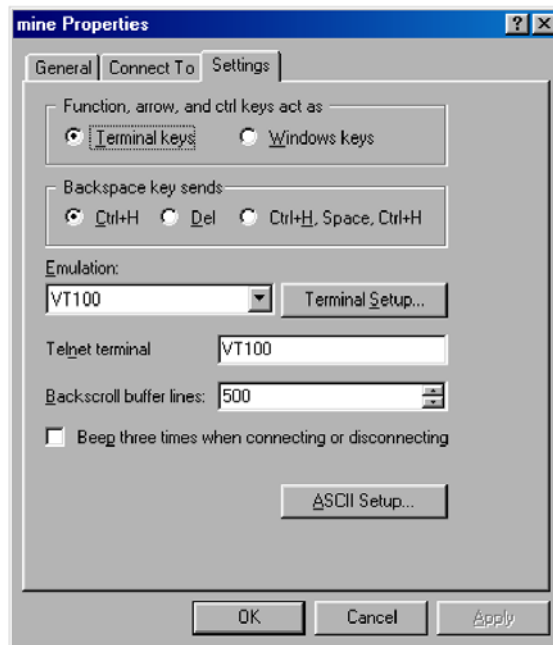 mine Properties
General Connect To Settings
Function, arrow, and ctrl keys act as
Terminal keys Windows keys
Backspace key sends
Ctrl+H Del Ctrl+H, Space, Ctrl+H
Emulation:
VT100 Terminal Setup...
Telnet terminal VT100
Backscroll buffer lines: 500
Beep three times when connecting or disconnecting
ASCII Setup...
OK Cancel Apply